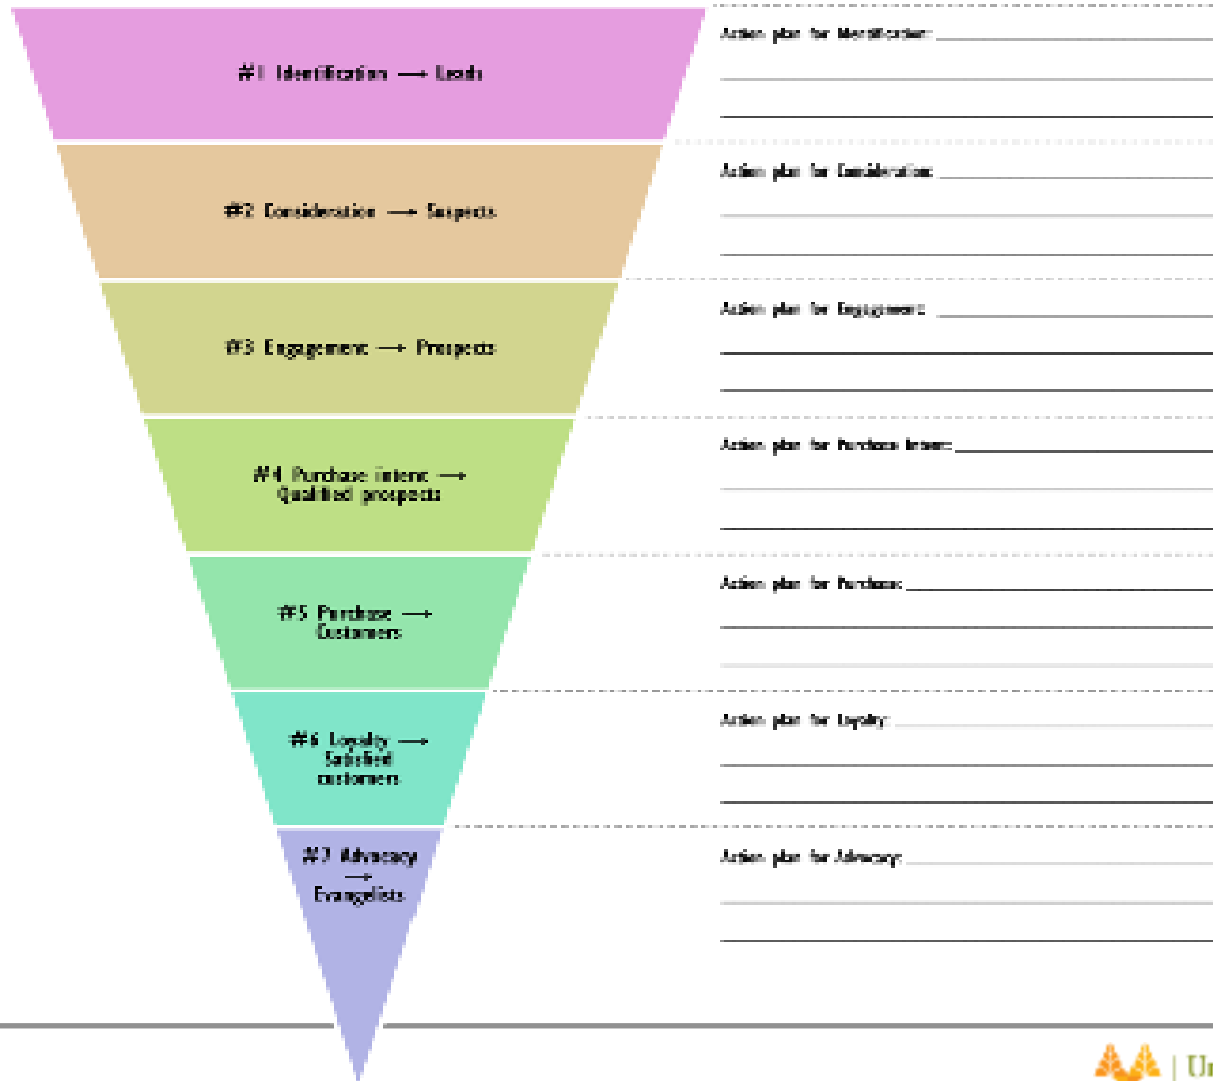 #1 Identification → Leads
Action plan for Identification:
#2 Consideration → Suspects
Action plan for Consideration:
#3 Engagement → Prospects
Action plan for Engagement:
#4 Purchase intent →
Qualified prospects
Action plan for Purchase Intent:
#5 Purchase →
Customers
Action plan for Purchase:
#6 Loyalty →
Satisfied
customers
Action plan for Loyalty:
#7 Advocacy
→
Evangelists
Action plan for Advocacy: